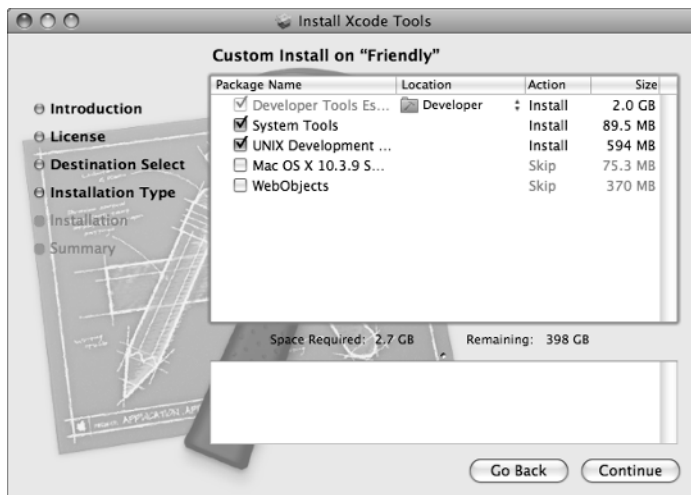 Install Xcode Tools
Custom Install on “Friendly”
Introduction
License
Destination Select
Installation Type
Installation
Summary
Package Name Location Action Size
Developer Tools Es... Developer Install 2.0 GB
System Tools Install 89.5 MB
UNIX Development ... Install 594 MB
Mac OS X 10.3.9 S... Skip 75.3 MB
WebObjects Skip 370 MB
Space Required: 2.7 GB Remaining: 398 GB
APPLICATION
Go Back Continue